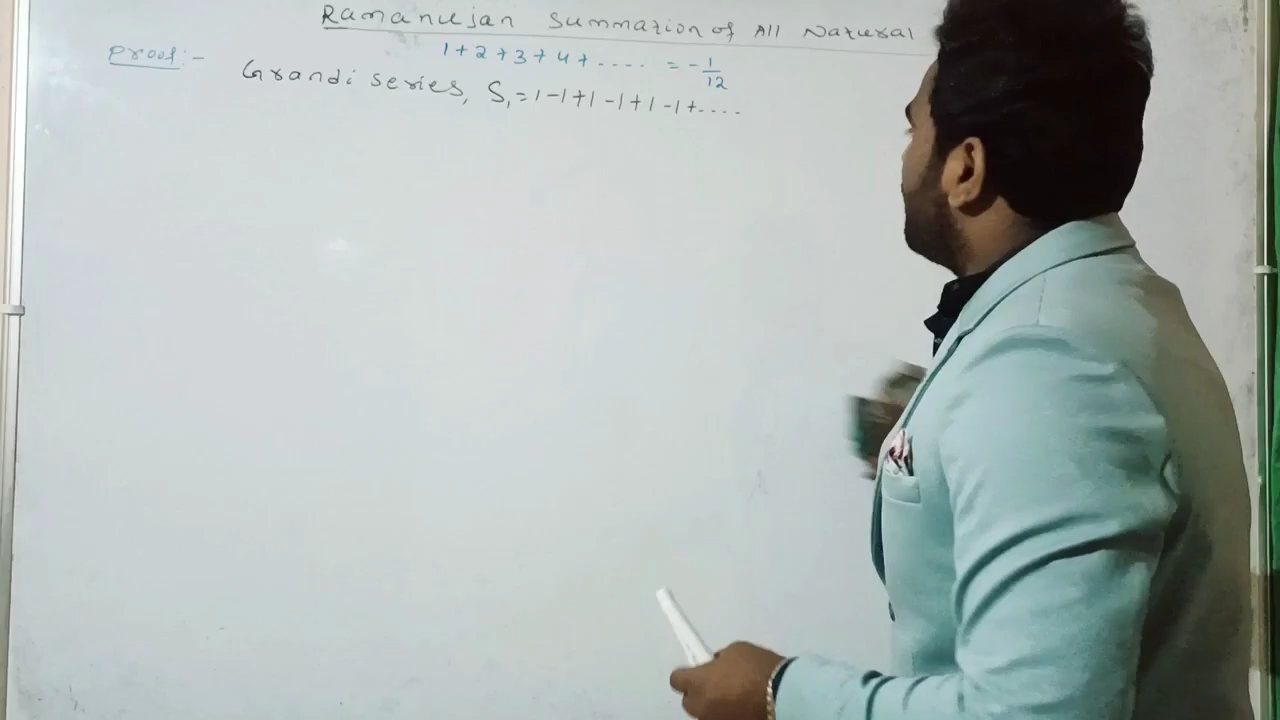 Ramanujan Summation of All Natural
1+2+3+4+.... = -1/12
Proof:-
Grandi series, S₁=1-1+1-1+1-1+....